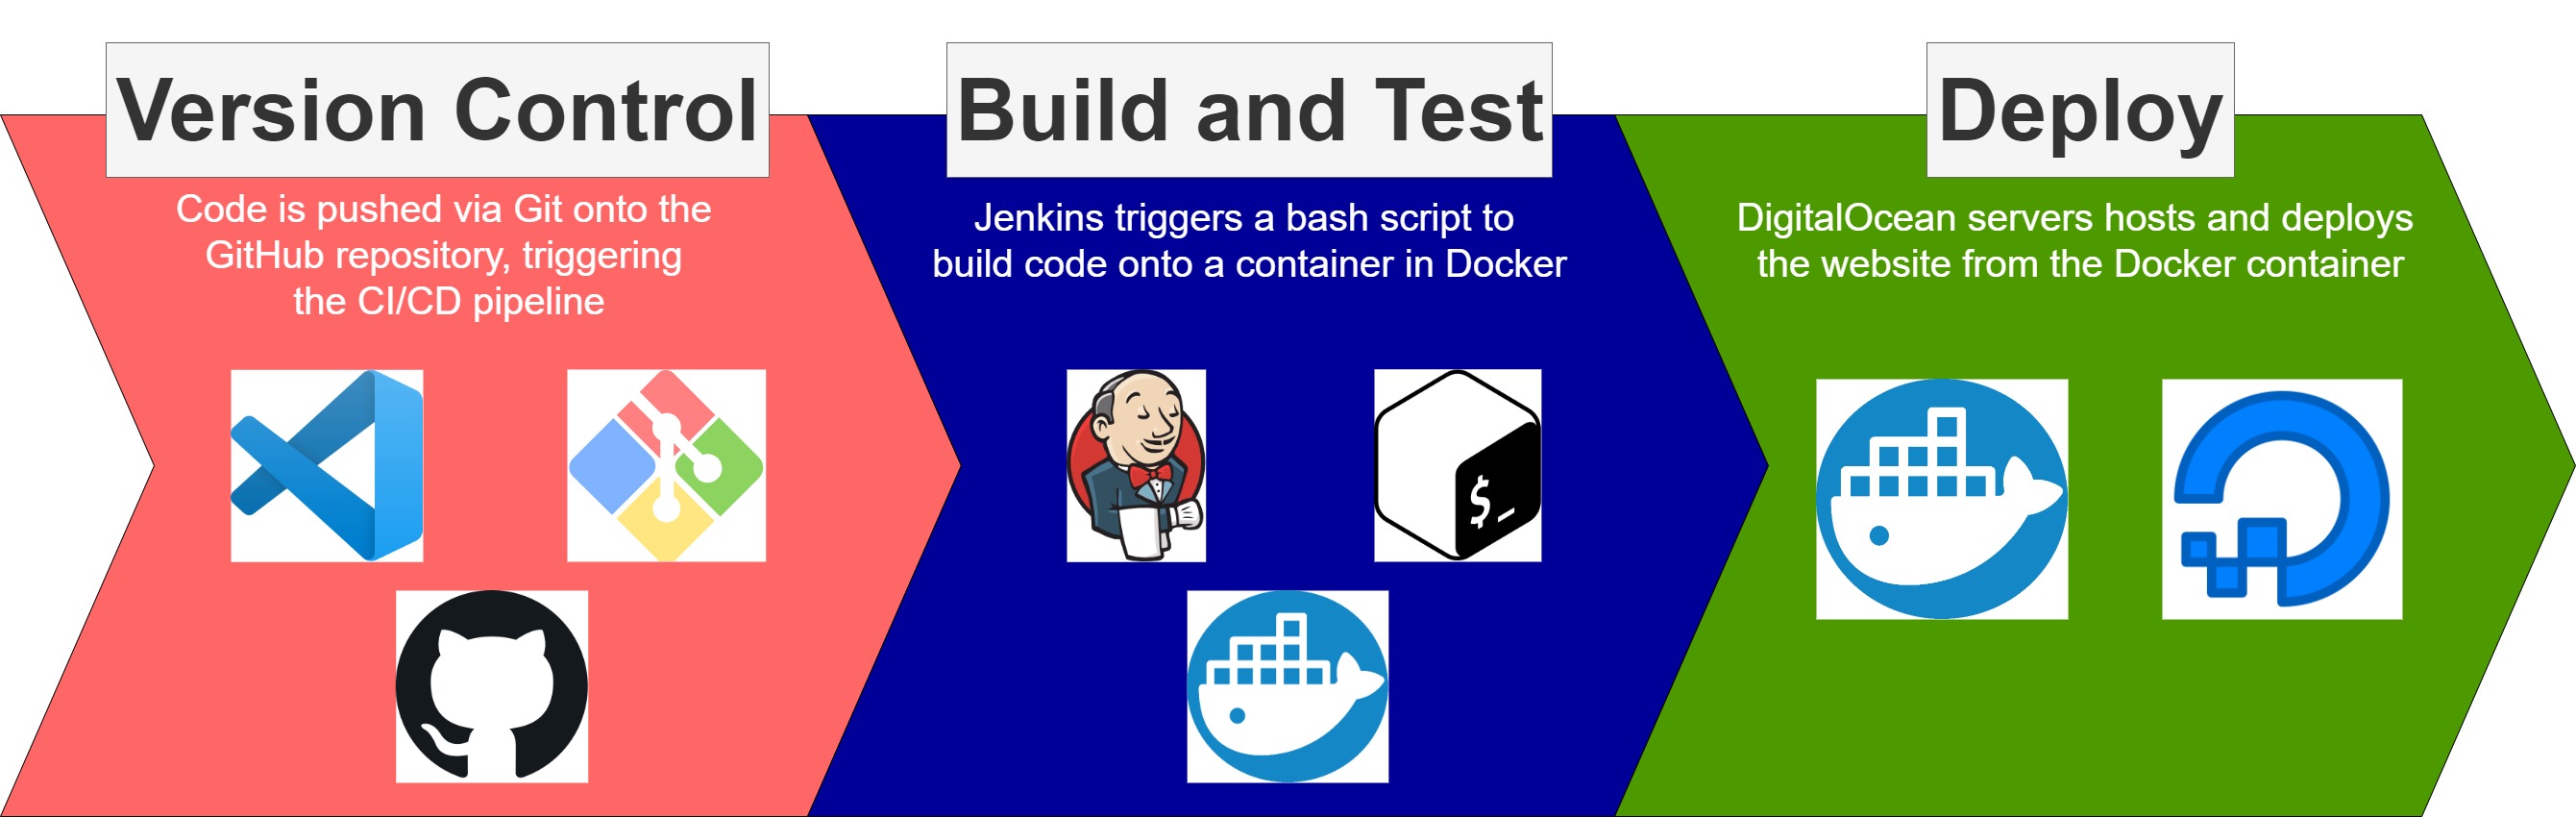 Version Control
Code is pushed via Git onto the
GitHub repository, triggering
the CI/CD pipeline
Build and Test
Jenkins triggers a bash script to
build code onto a container in Docker
$_
Deploy
DigitalOcean servers hosts and deploys
the website from the Docker container